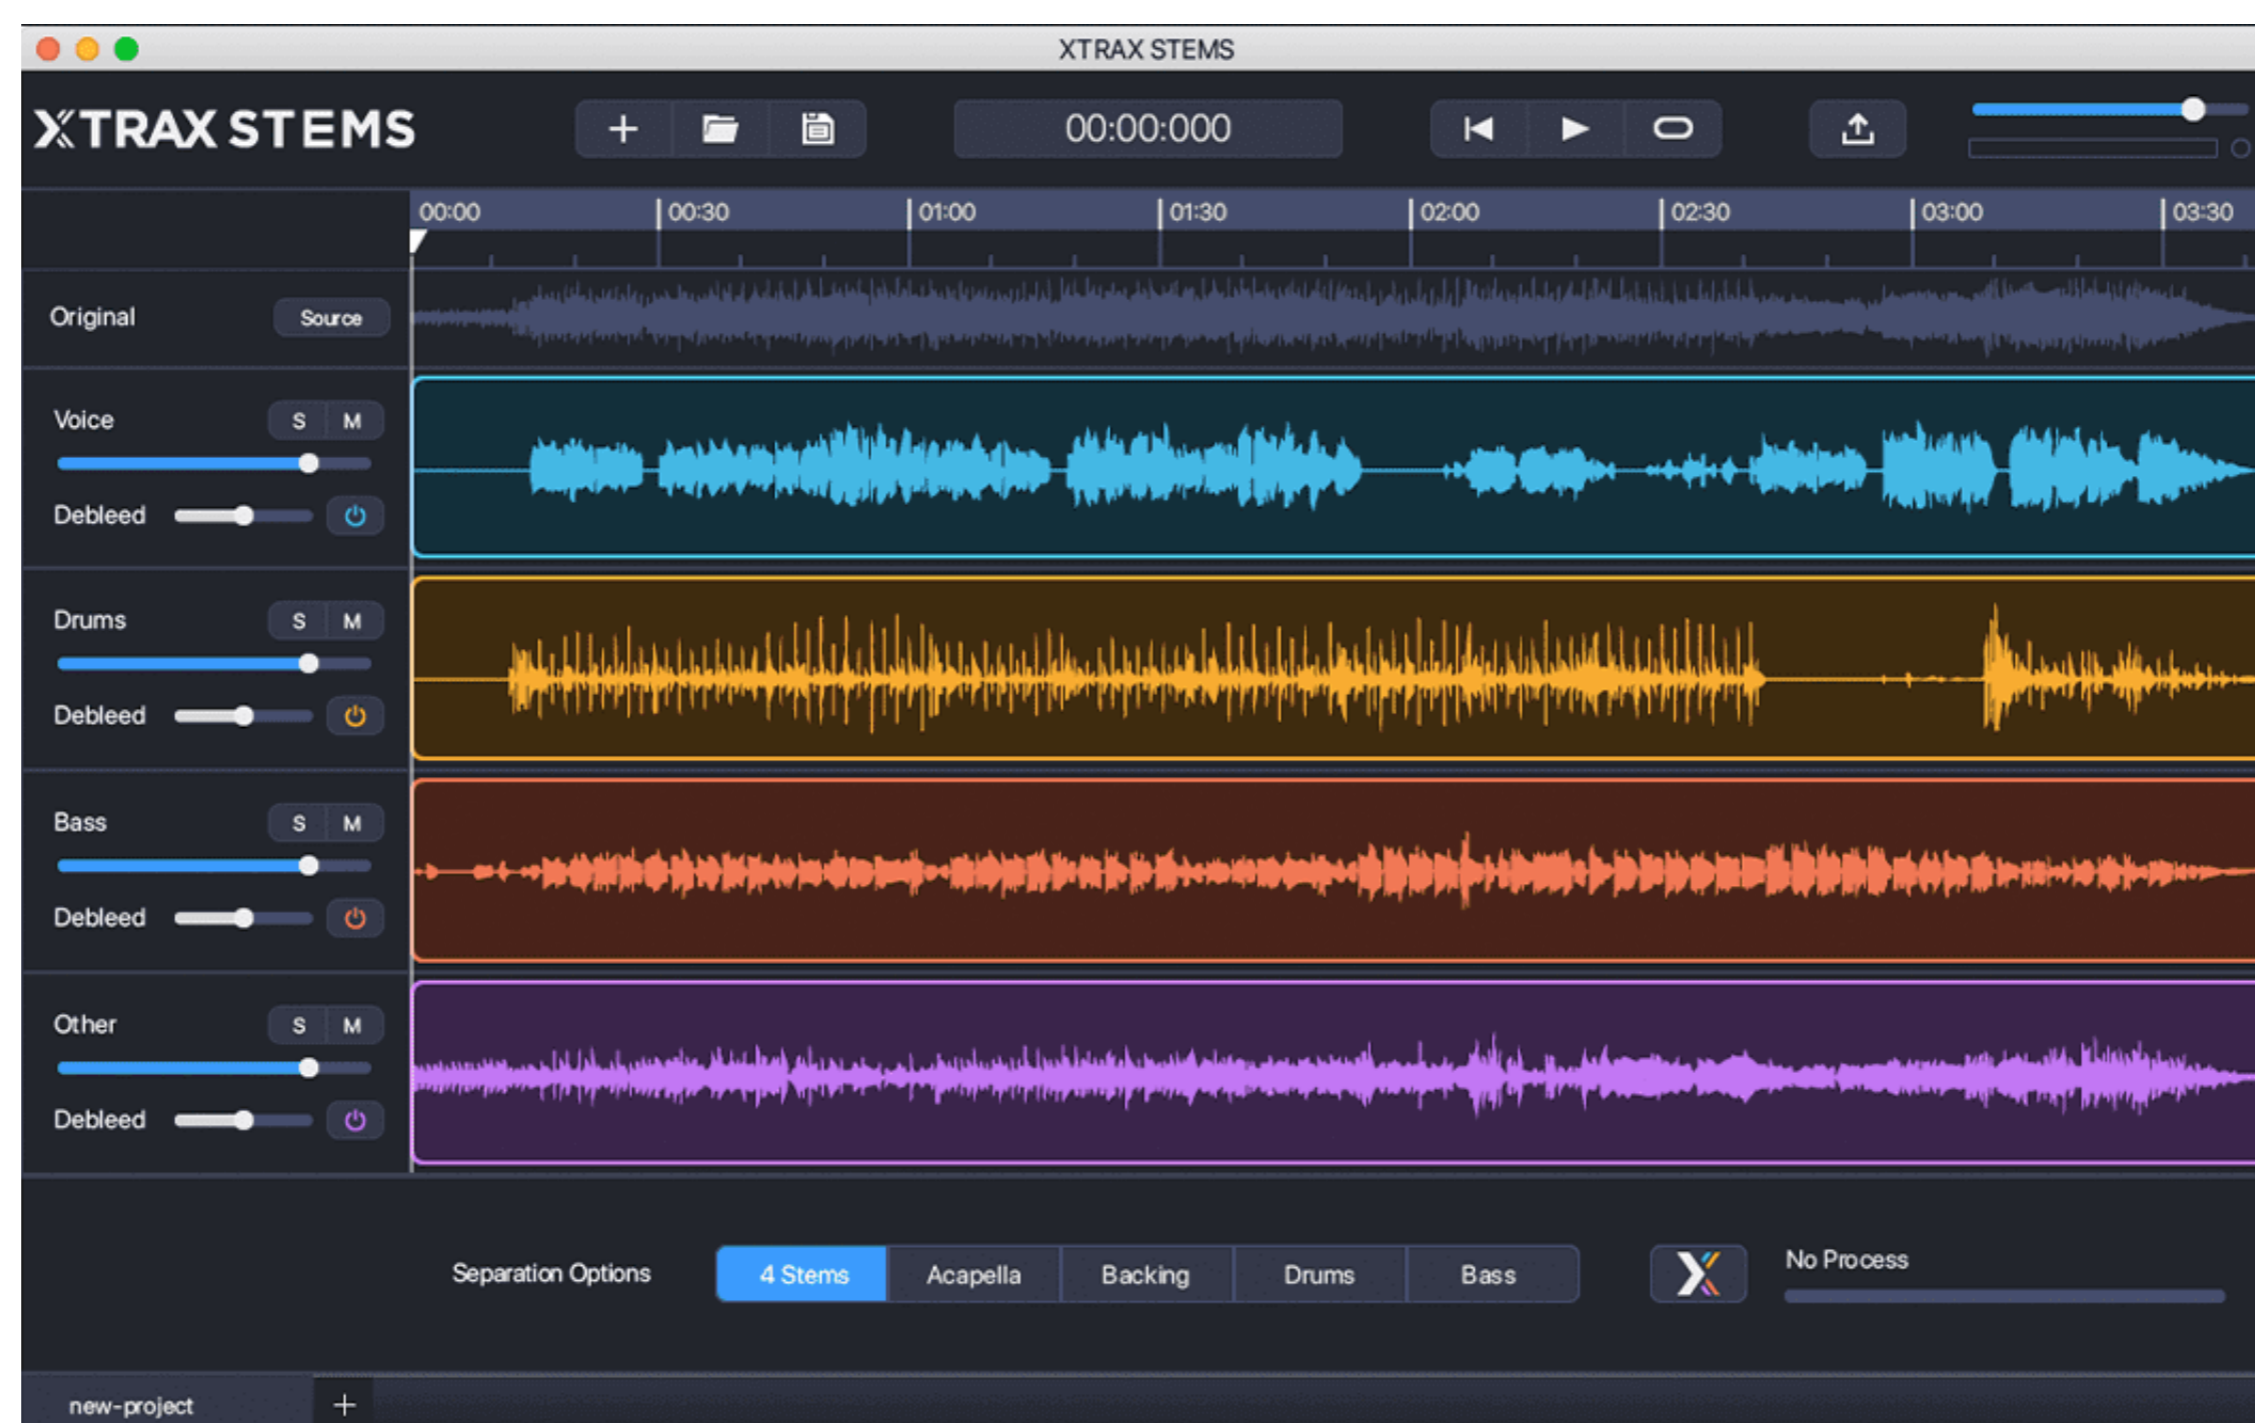 XTRAX STEMS
XTRAX STEMS
00:00:000
00:00 00:30 01:00 01:30 02:00 02:30 03:00 03:30
Original Source
Voice S M
Debleed
Drums S M
Debleed
Bass S M
Debleed
Other S M
Debleed
Separation Options 4 Stems Acapella Backing Drums Bass No Process
new-project +